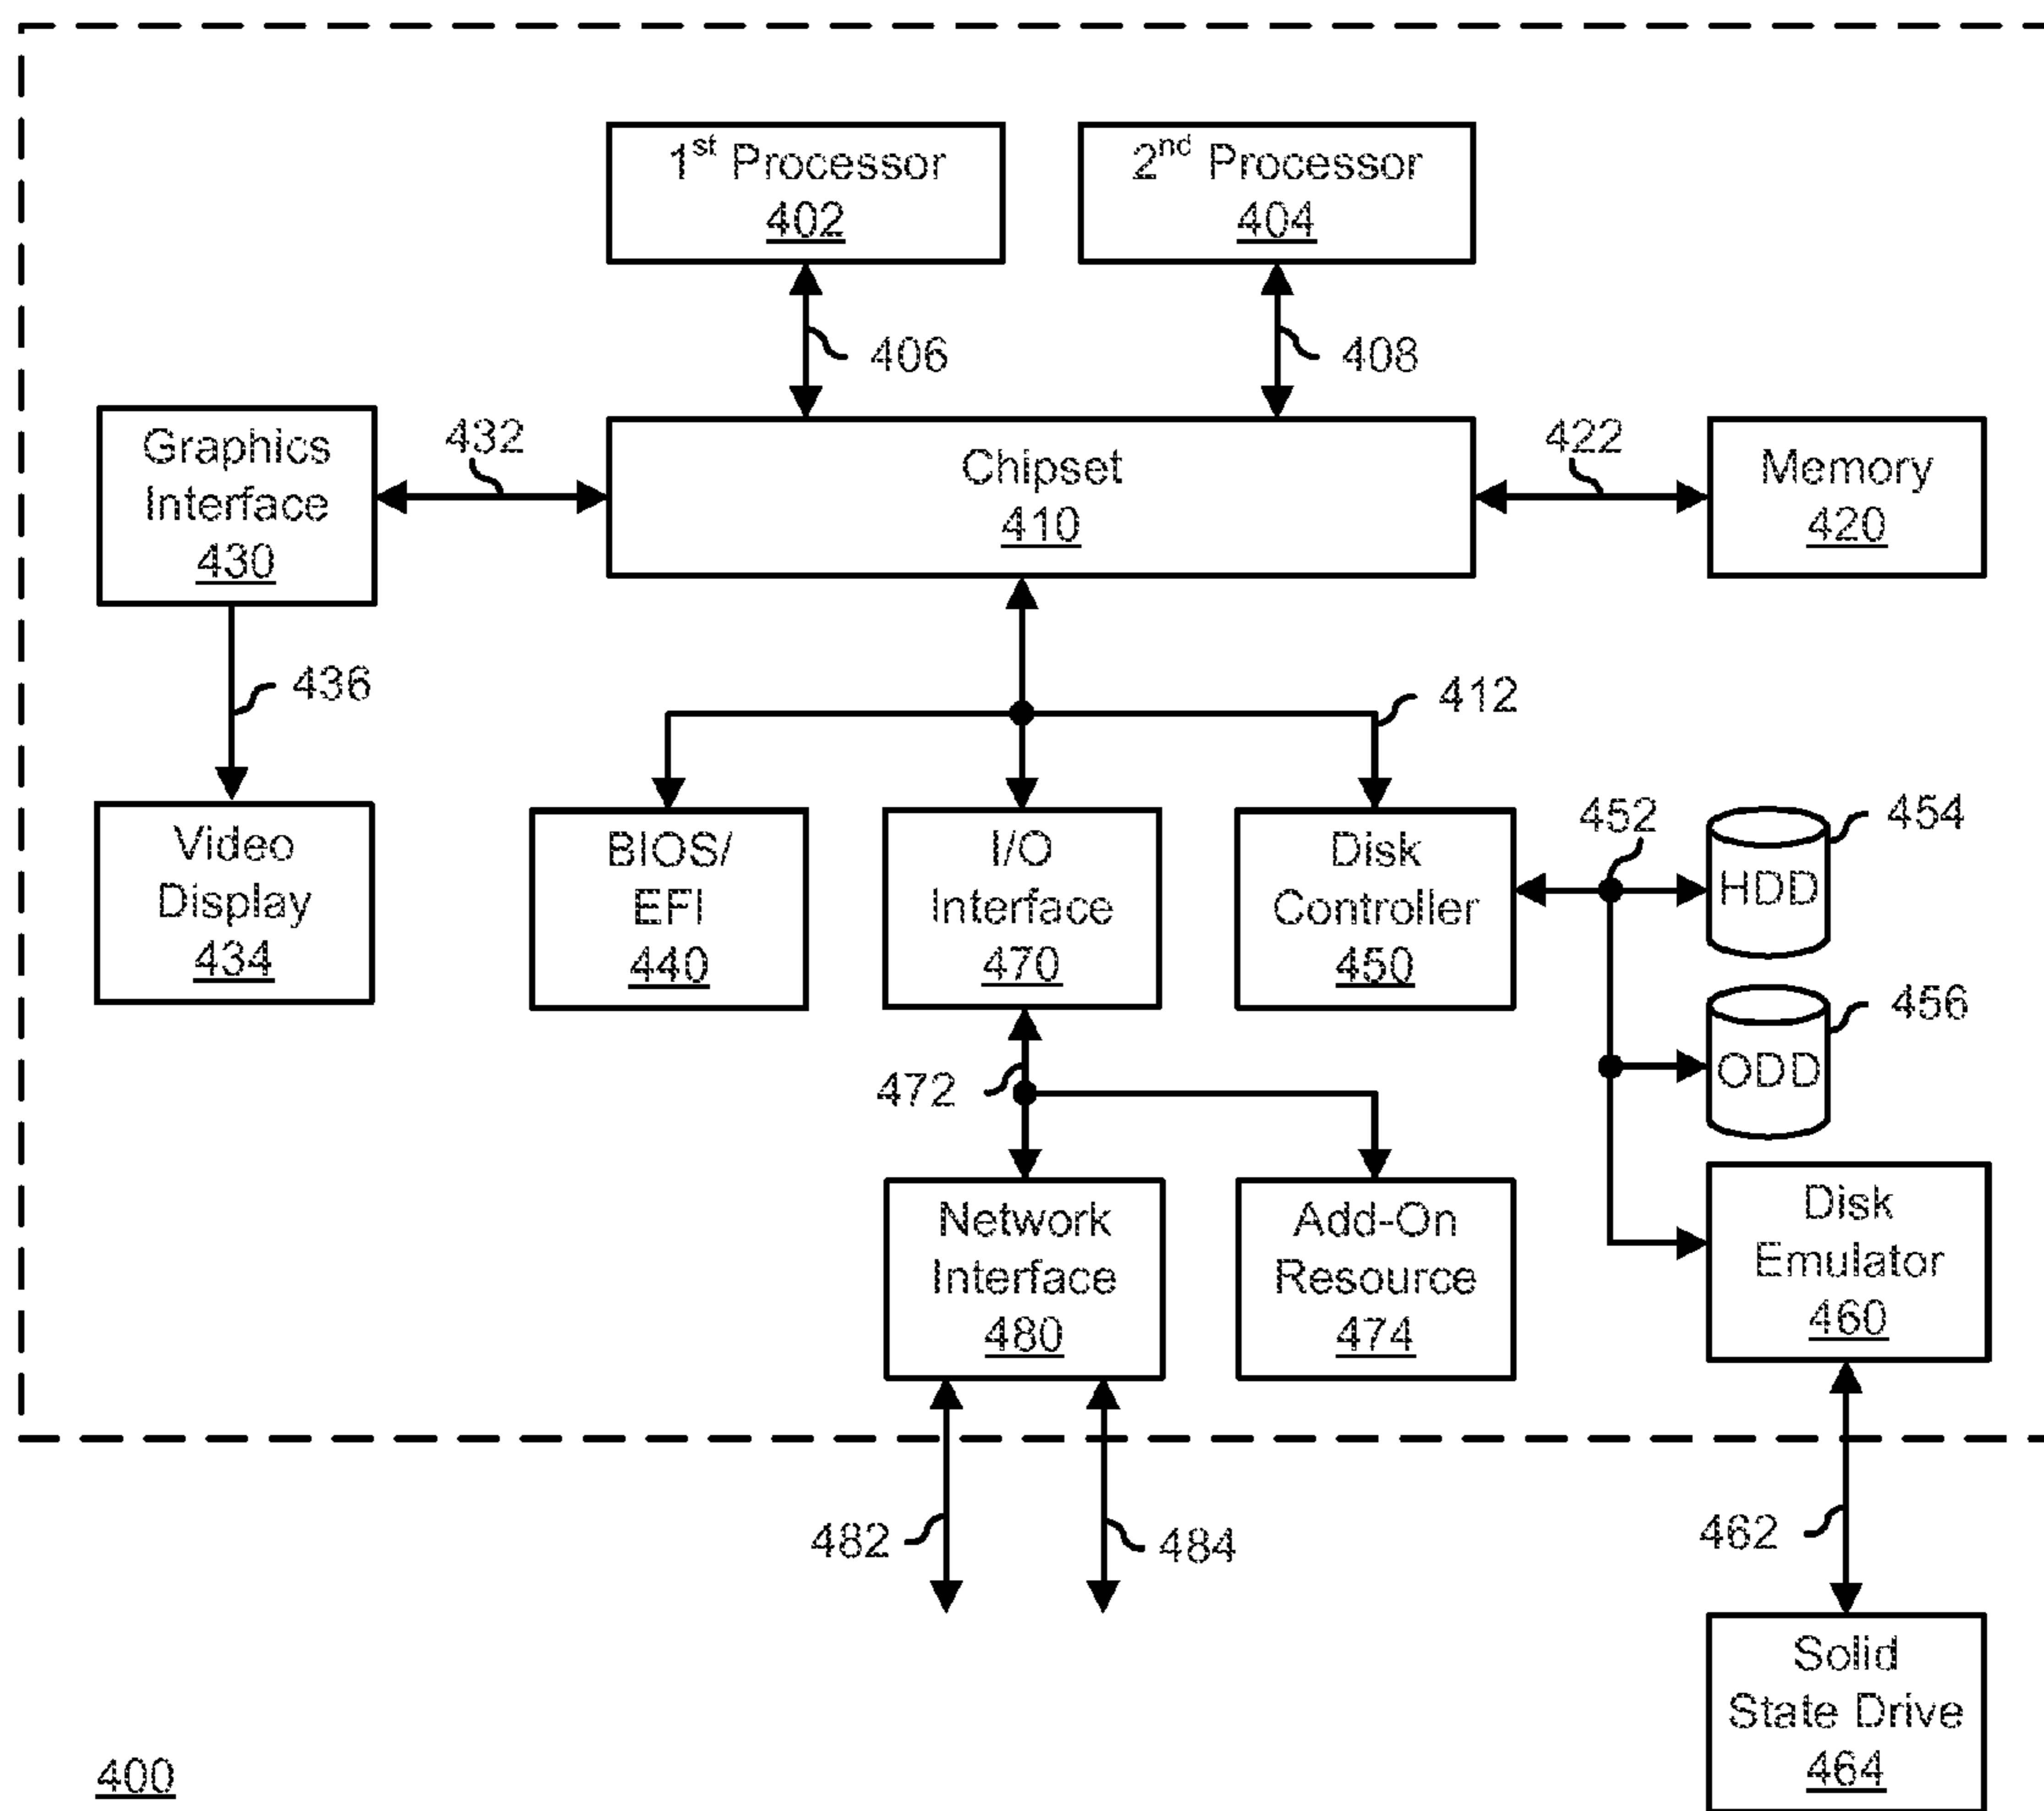 1st Processor
402
2nd Processor
404
406
408
Graphics
Interface
430
432
Chipset
410
422
Memory
420
436
412
Video
Display
434
BIOS/
EFI
440
I/O
Interface
470
Disk
Controller
450
452
HDD
454
ODD
456
472
Network
Interface
480
Add-On
Resource
474
Disk
Emulator
460
482
484
462
Solid
State Drive
464
400